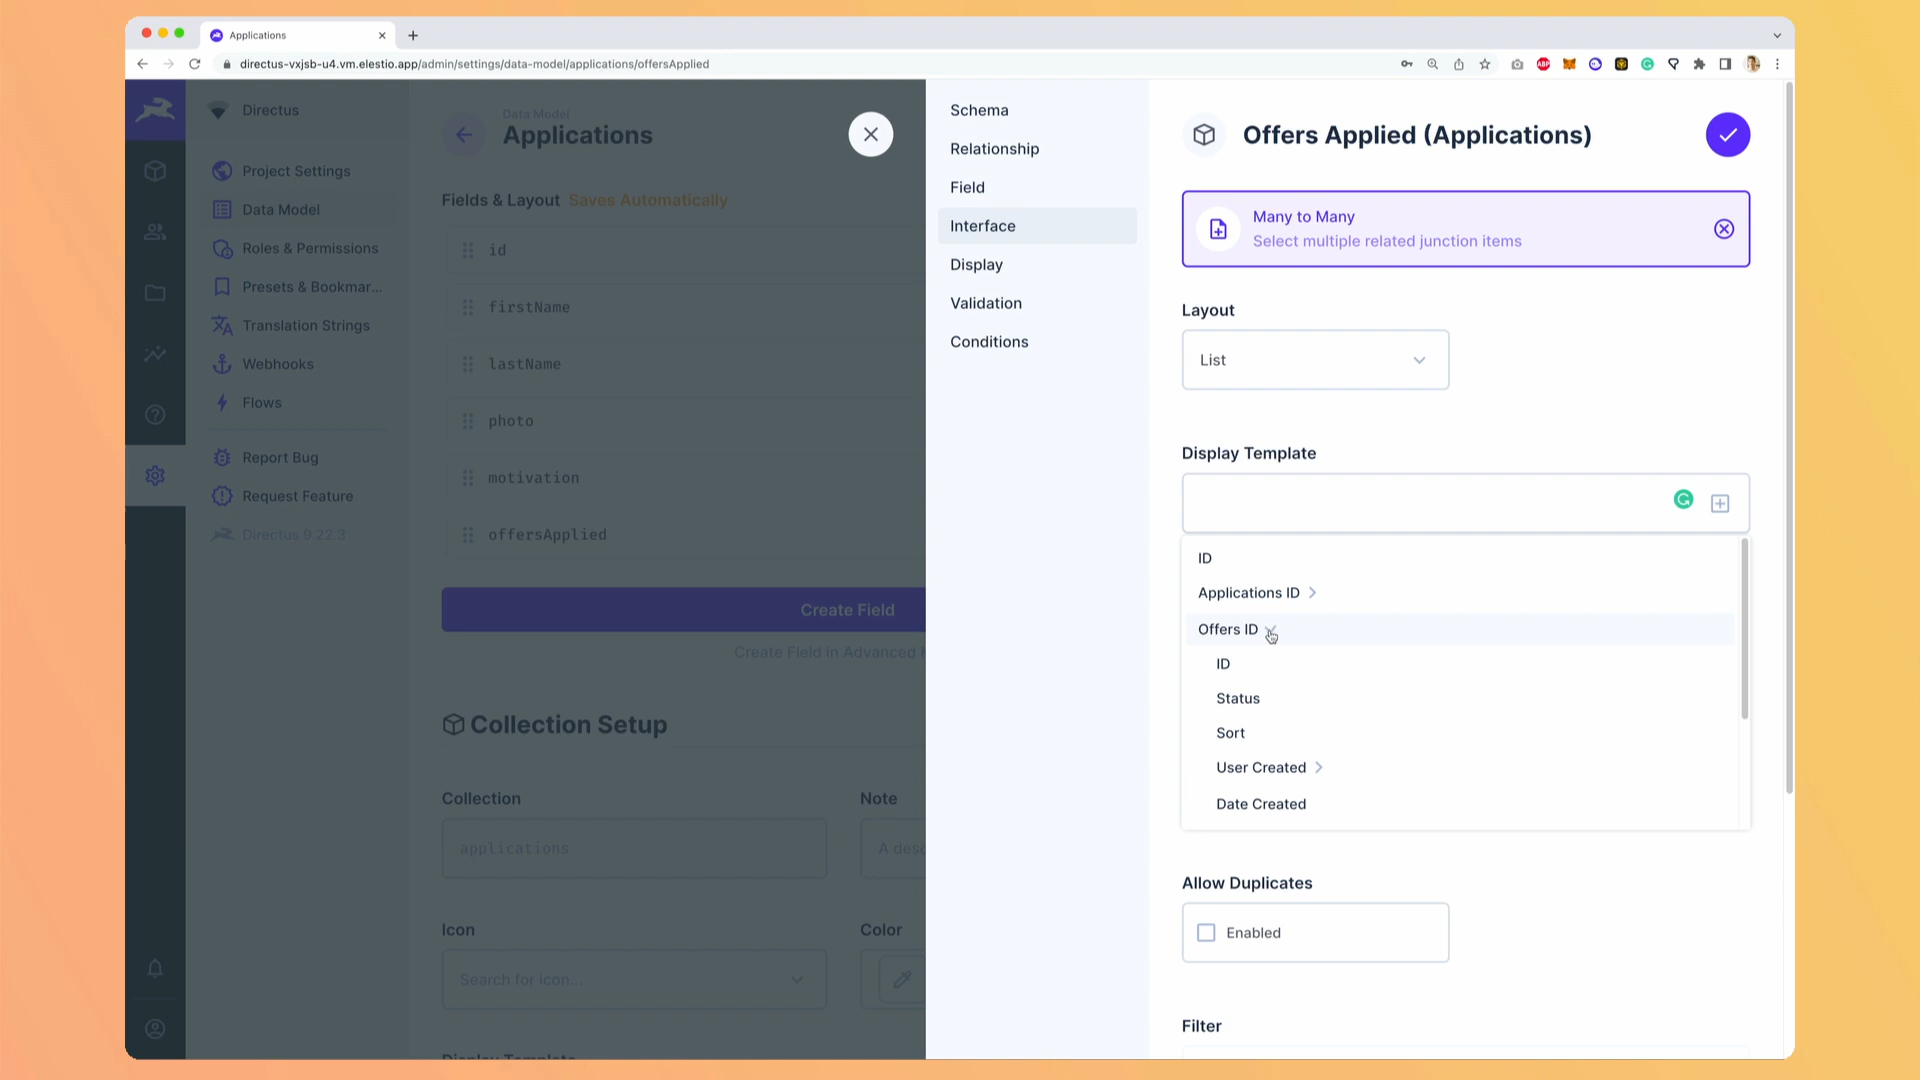 Applications
directus-vxjsb-u4.vm.elestio.app/admin/settings/data-model/applications/offersApplied
ABP
Directus
Project Settings
Data Model
Roles & Permissions
Presets & Bookmar...
Translation Strings
Webhooks
Flows
Report Bug
Request Feature
Directus 9.22.3
Data Model
Applications
Fields & Layout Saves Automatically
id
firstName
lastName
photo
motivation
offersApplied
Create Field
Create Field in Advanced
Collection Setup
Collection
Note
applications
A desc
Icon
Color
Search for icon...
Display Template
Schema
Relationship
Field
Interface
Display
Validation
Conditions
Offers Applied (Applications)
Many to Many
Select multiple related junction items
Layout
List
Display Template
ID
Applications ID
Offers ID
ID
Status
Sort
User Created
Date Created
Allow Duplicates
Enabled
Filter